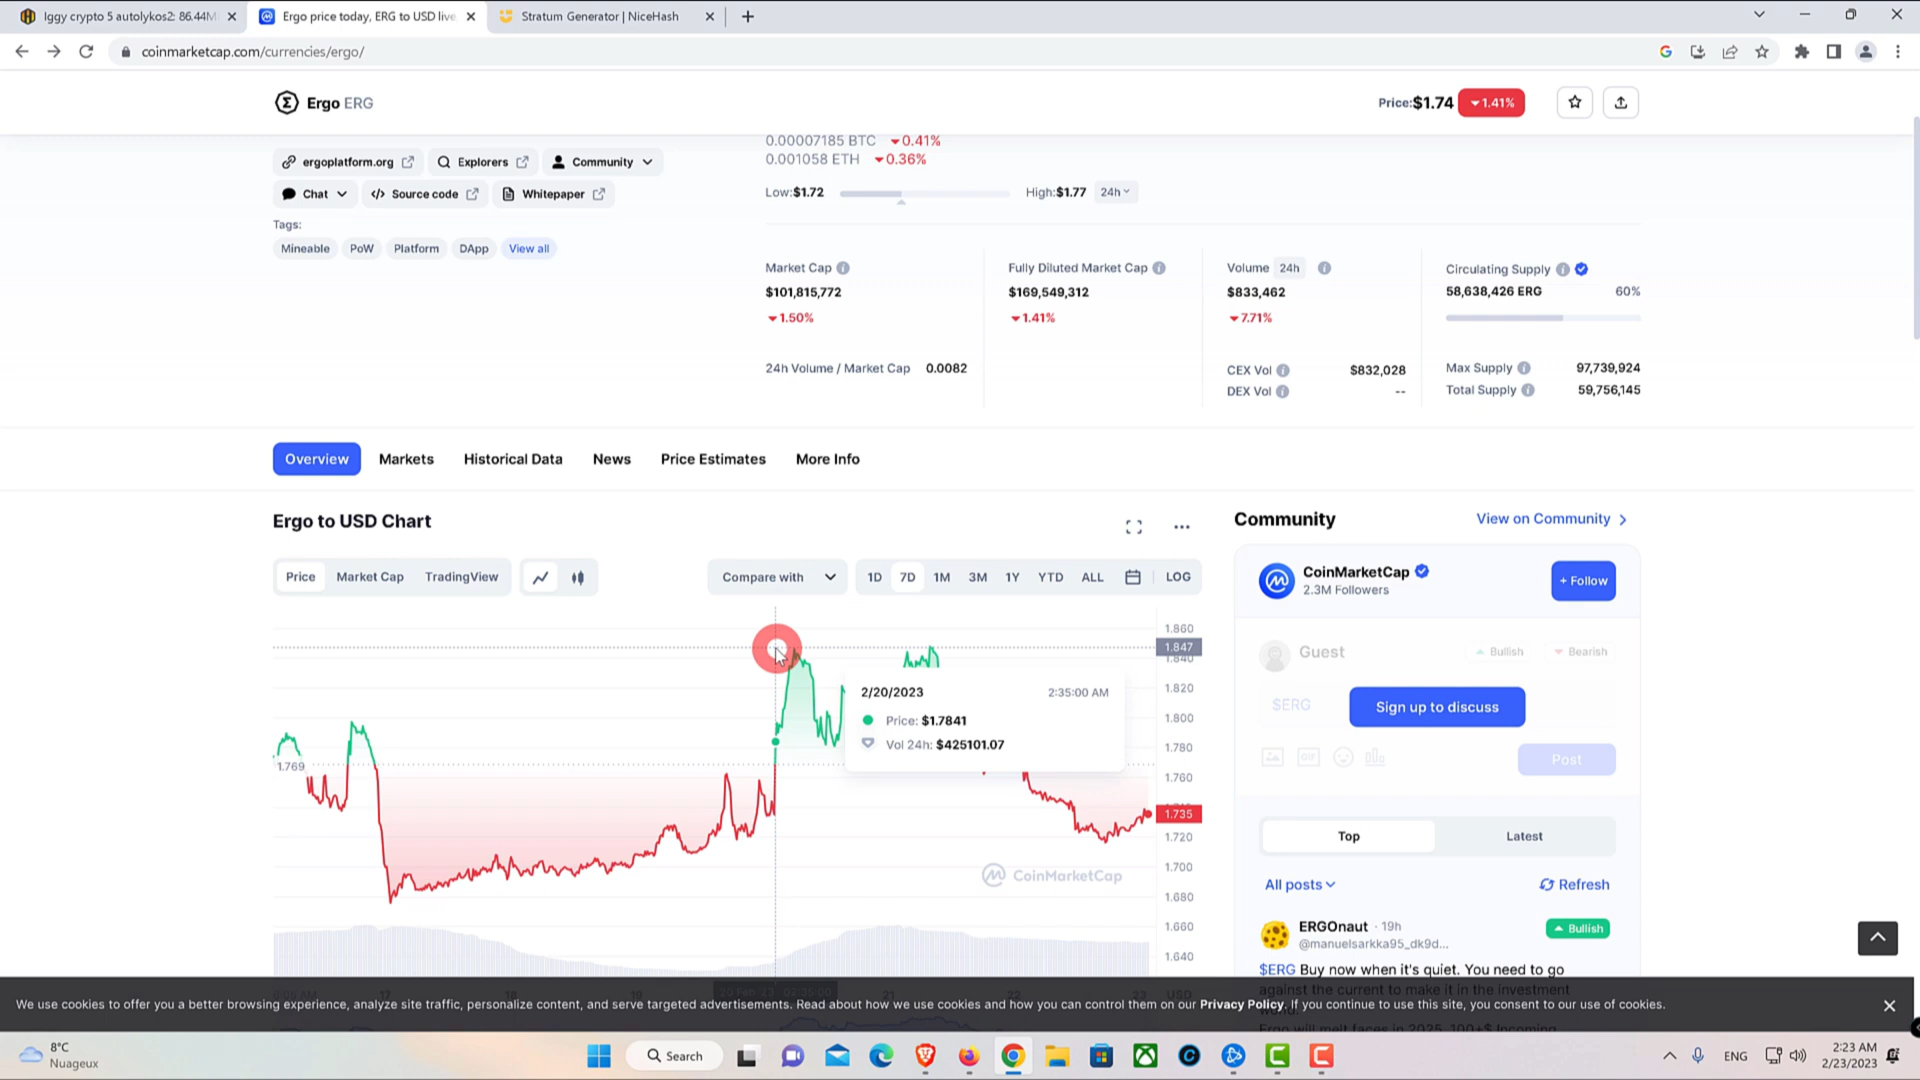 Iggy crypto 5 autolykos2: 86.44M
Ergo price today, ERG to USD live,
Stratum Generator | NiceHash
coinmarketcap.com/currencies/ergo/
Ergo ERG
Price:$1.74
1.41%
0.00007185 BTC 0.41%
0.001058 ETH 0.36%
ergoplatform.org
Explorers
Community
Low:$1.72
High:$1.77
24h
Chat
Source code
Whitepaper
Tags:
Mineable
PoW
Platform
DApp
View all
Market Cap
$101,815,772
1.50%
24h Volume / Market Cap 0.0082
Fully Diluted Market Cap
$169,549,312
1.41%
Volume 24h
$833,462
7.71%
CEX Vol $832,028
DEX Vol --
Circulating Supply
58,638,426 ERG 60%
Max Supply 97,739,924
Total Supply 59,756,145
Overview
Markets
Historical Data
News
Price Estimates
More Info
Ergo to USD Chart
Price
Market Cap
TradingView
Compare with
1D
7D
1M
3M
1Y
YTD
ALL
LOG
1.860
1.847
1.840
1.820
1.800
1.780
1.760
1.735
1.720
1.700
1.680
1.660
1.640
1.769
2/20/2023 2:35:00 AM
Price: $1.7841
Vol 24h: $425101.07
CoinMarketCap
Community
View on Community
CoinMarketCap
2.3M Followers
+ Follow
Guest
Bullish
Bearish
$ERG
Sign up to discuss
Post
Top
Latest
All posts
Refresh
ERGOnaut · 19h
@manuelsarkka95_dk9d...
Bullish
$ERG Buy now when it's quiet. You need to go
against the current to make it in the investment
We use cookies to offer you a better browsing experience, analyze site traffic, personalize content, and serve targeted advertisements. Read about how we use cookies and how you can control them on our Privacy Policy. If you continue to use this site, you consent to our use of cookies.
8°C
Nuageux
Search
ENG
2:23 AM
2/23/2023